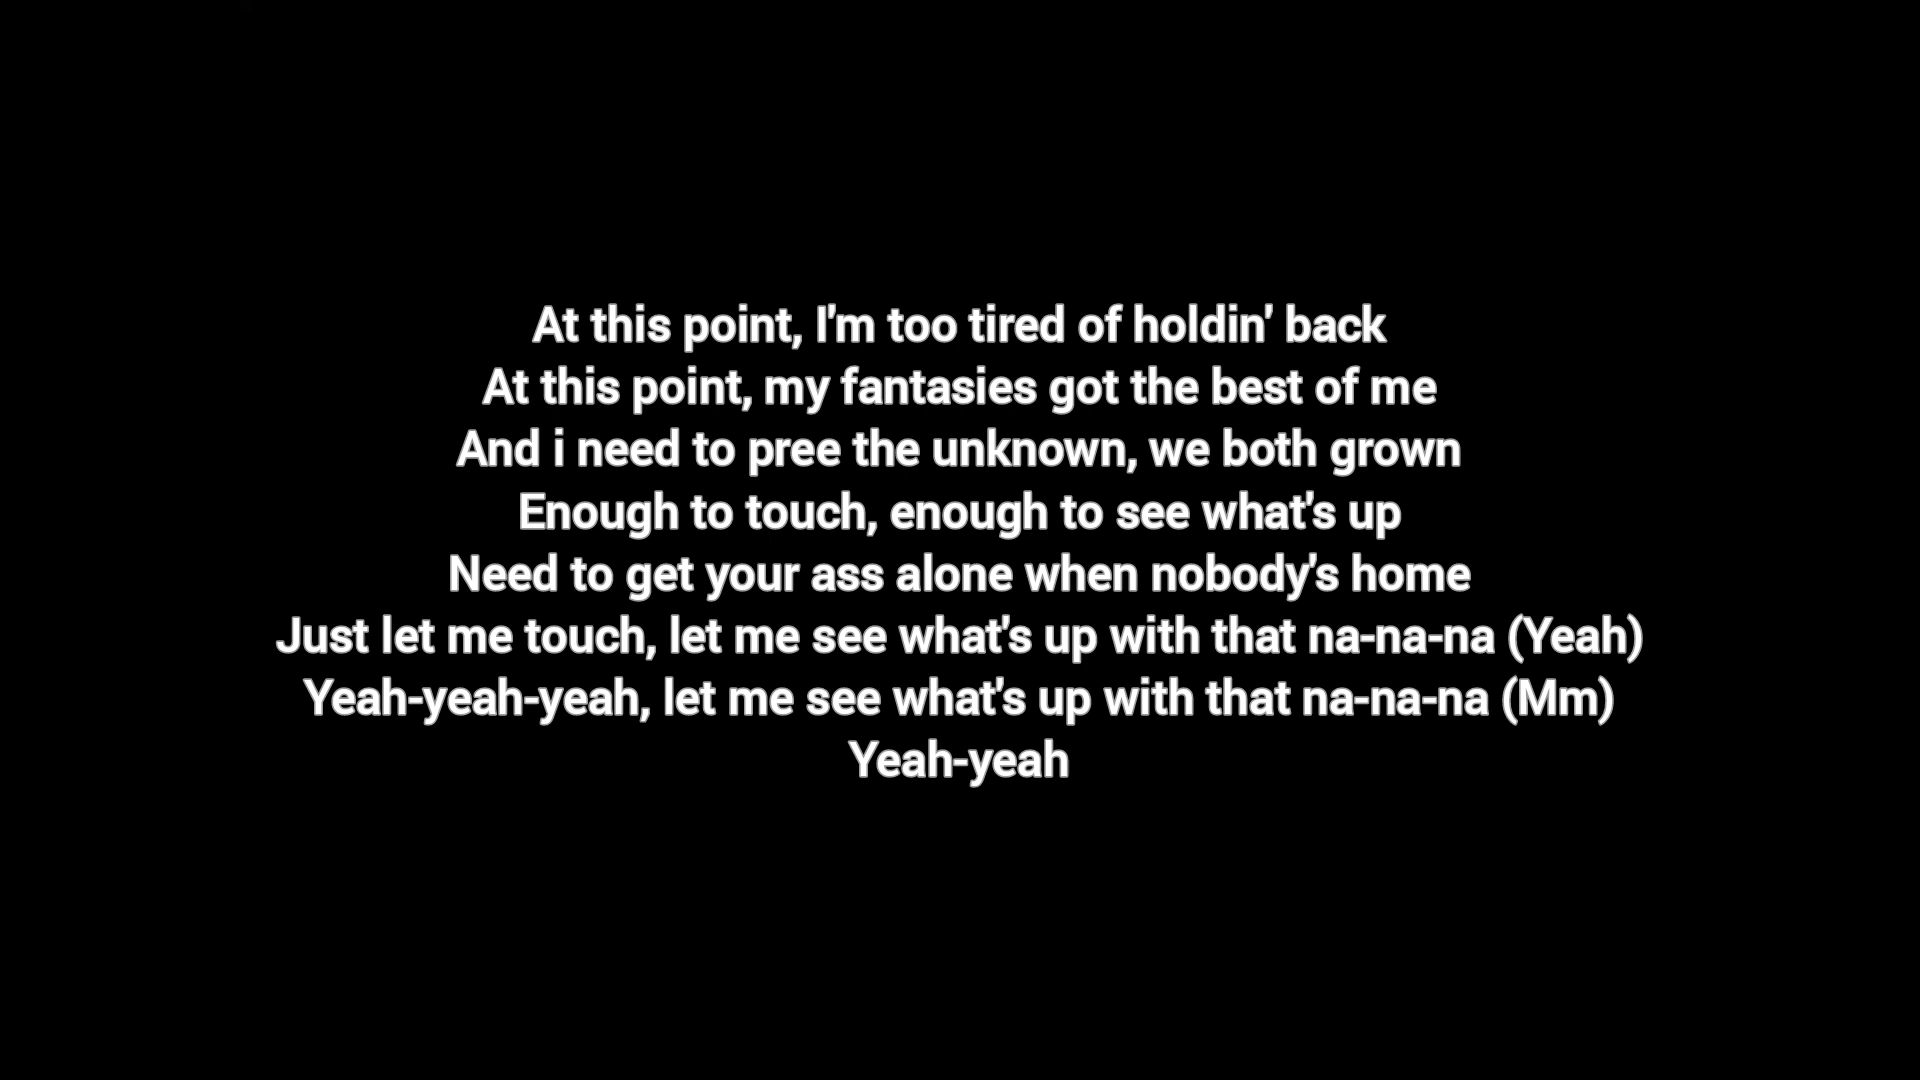 At this point, I'm too tired of holdin' back
At this point, my fantasies got the best of me
And i need to pree the unknown, we both grown
Enough to touch, enough to see what's up
Need to get your ass alone when nobody's home
Just let me touch, let me see what's up with that na-na-na (Yeah)
Yeah-yeah-yeah, let me see what's up with that na-na-na (Mm)
Yeah-yeah